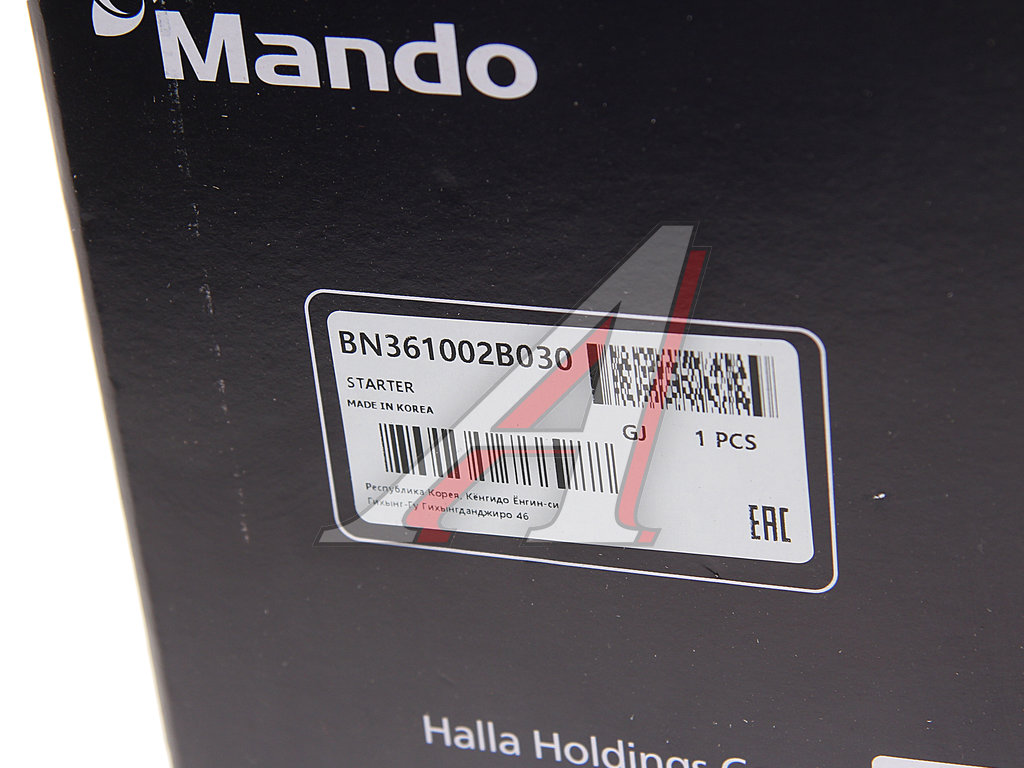 Mando
BN361002B030
STARTER
MADE IN KOREA
GJ 1 PCS
Республика Корея, Кёнгидо Ёнгин-си
Гихынг-Гу Гихынгданджиро 46
EAC
Halla Holdings